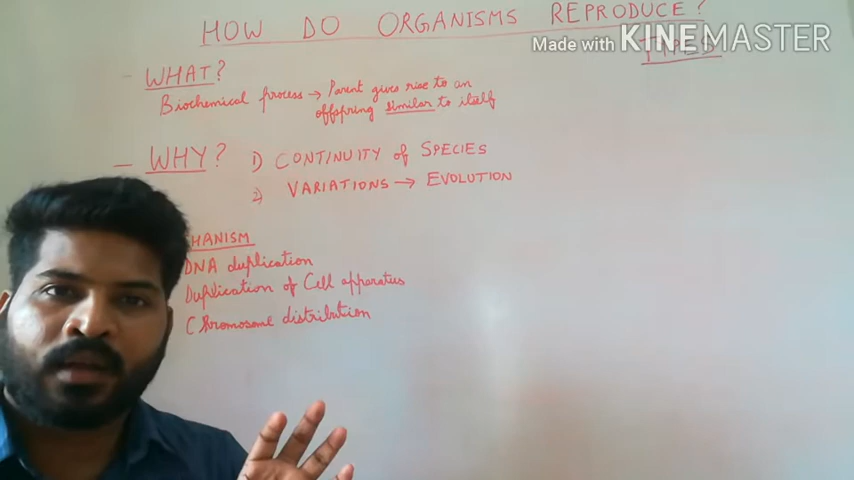 HOW DO ORGANISMS REPRODUCE?
Made with KINEMASTER
TYPES
- WHAT?
Biochemical process → Parent gives rise to an
offspring similar to itself
- WHY? 1) CONTINUITY of SPECIES
2) VARIATIONS → EVOLUTION
HANISM
DNA duplication
Duplication of Cell apparatus
Chromosome distribution